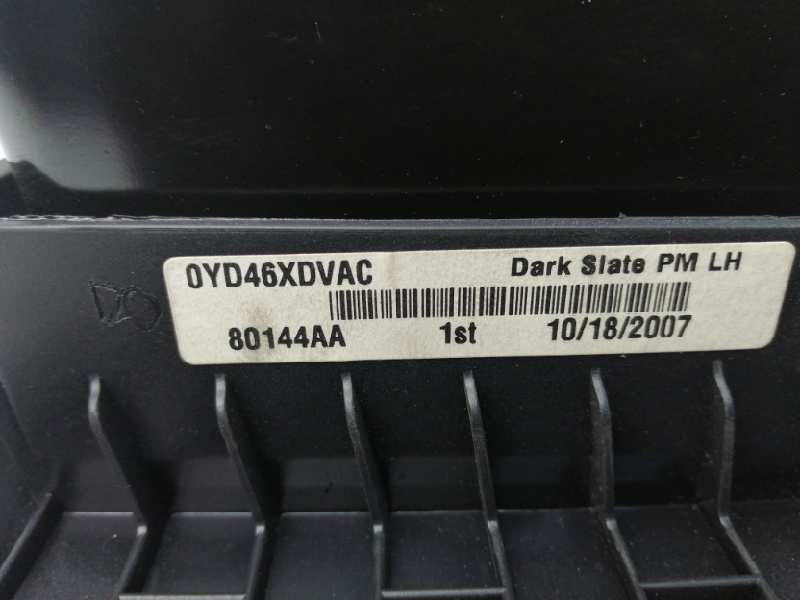 0YD46XDVAC Dark Slate PM LH
80144AA 1st 10/18/2007